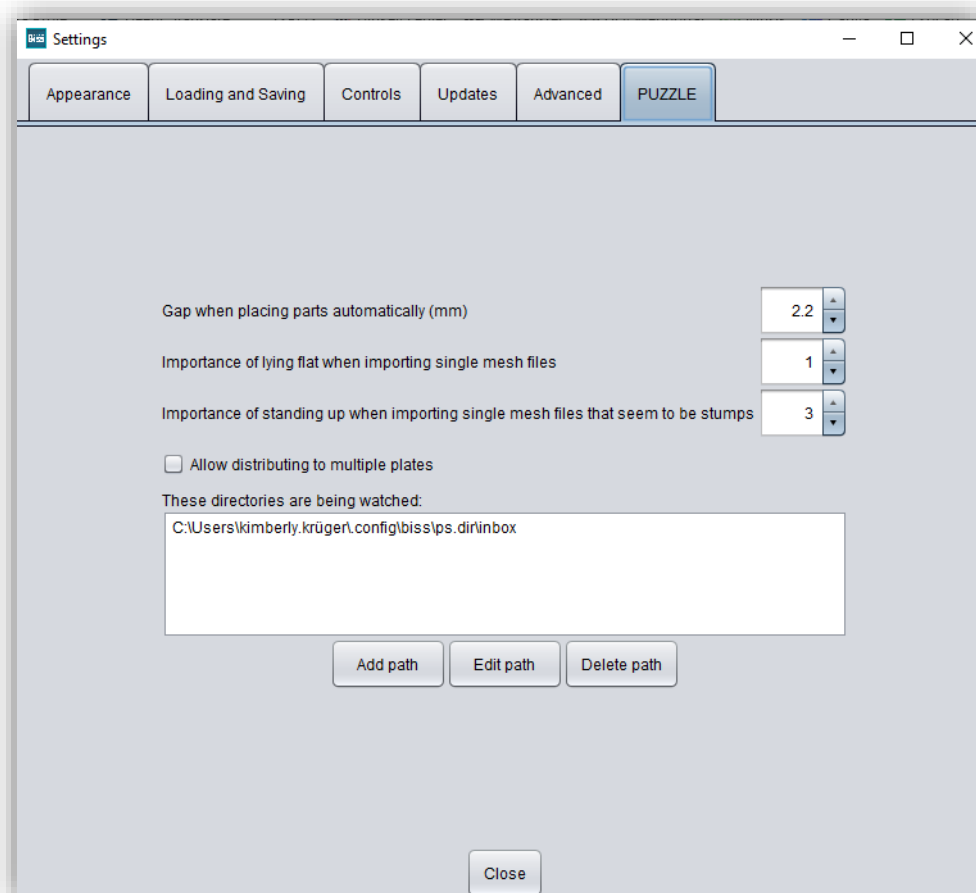 Settings
Appearance Loading and Saving Controls Updates Advanced PUZZLE
Gap when placing parts automatically (mm) 2.2
Importance of lying flat when importing single mesh files 1
Importance of standing up when importing single mesh files that seem to be stumps 3
Allow distributing to multiple plates
These directories are being watched:
C:\Users\kimberly.krüger\.config\biss\ps.dir\inbox
Add path Edit path Delete path
Close